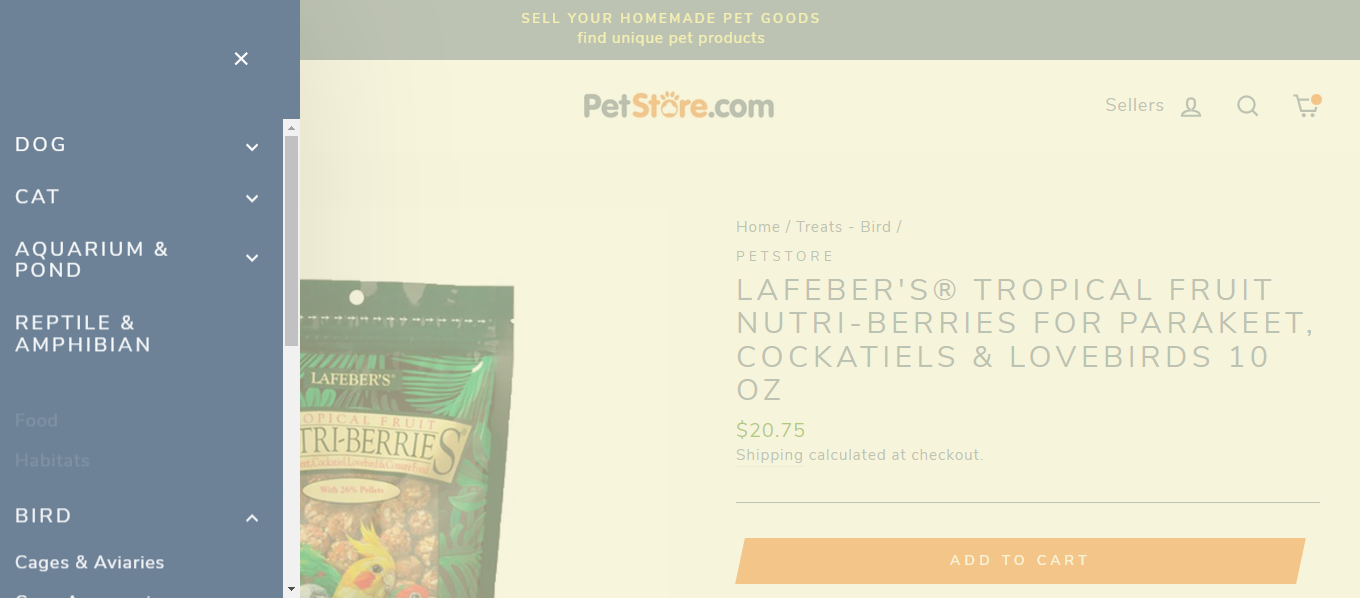 SELL YOUR HOMEMADE PET GOODS
find unique pet products
PetStore.com
Sellers
DOG
CAT
AQUARIUM &
POND
REPTILE &
AMPHIBIAN
Food
Habitats
BIRD
Cages & Aviaries
Home / Treats - Bird /
PETSTORE
LAFEBER'S® TROPICAL FRUIT
NUTRI-BERRIES FOR PARAKEET,
COCKATIELS & LOVEBIRDS 10
OZ
$20.75
Shipping calculated at checkout.
ADD TO CART
LAFEBER'S
OPICAL FRUIT
TRI-BERRIES
With 26% Pellets